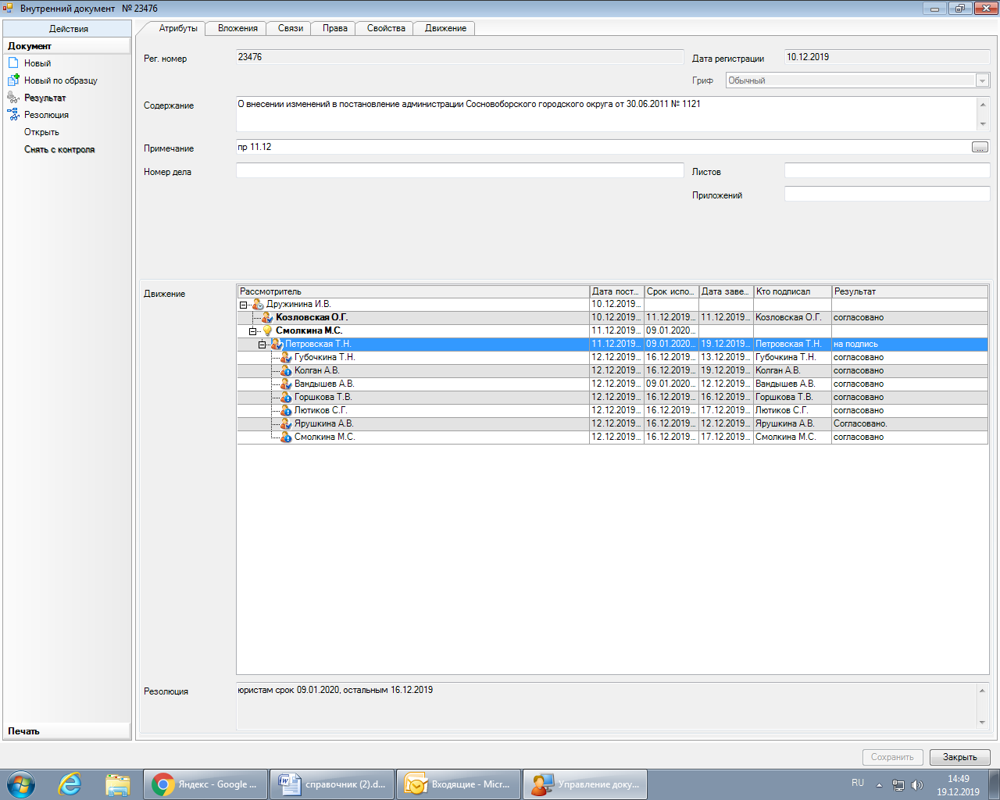 Внутренний документ № 23476
Действия
Документ
Новый
Новый по образцу
Результат
Резолюция
Открыть
Снять с контроля
Печать
Атрибуты Вложения Связи Права Свойства Движение
Рег. номер 23476 Дата регистрации 10.12.2019
Гриф Обычный
Содержание О внесении изменений в постановление администрации Сосновоборского городского округа от 30.06.2011 № 1121
Примечание пр 11.12 ...
Номер дела Листов
Приложений
Движение
Рассмотритель Дата пост... Срок испо... Дата заве... Кто подписал Результат
Дружинина И.В. 10.12.2019...
Козловская О.Г. 10.12.2019... 11.12.2019... 11.12.2019... Козловская О.Г. согласовано
Смолкина М.С. 11.12.2019... 09.01.2020...
Петровская Т.Н. 11.12.2019... 09.01.2020... 19.12.2019... Петровская Т.Н. на подпись
Губочкина Т.Н. 12.12.2019... 16.12.2019... 13.12.2019... Губочкина Т.Н. согласовано
Колган А.В. 12.12.2019... 16.12.2019... 19.12.2019... Колган А.В. согласовано
Вандышев А.В. 12.12.2019... 09.01.2020... 12.12.2019... Вандышев А.В. согласовано
Горшкова Т.В. 12.12.2019... 16.12.2019... 16.12.2019... Горшкова Т.В. согласовано
Лютиков С.Г. 12.12.2019... 16.12.2019... 17.12.2019... Лютиков С.Г. согласовано
Ярушкина А.В. 12.12.2019... 16.12.2019... 12.12.2019... Ярушкина А.В. Согласовано.
Смолкина М.С. 12.12.2019... 16.12.2019... 17.12.2019... Смолкина М.С. согласовано
Резолюция юристам срок 09.01.2020, остальным 16.12.2019
Сохранить Закрыть
Яндекс - Google ... справочник (2).d... Входящие - Micr... Управление доку... RU 14:49
19.12.2019